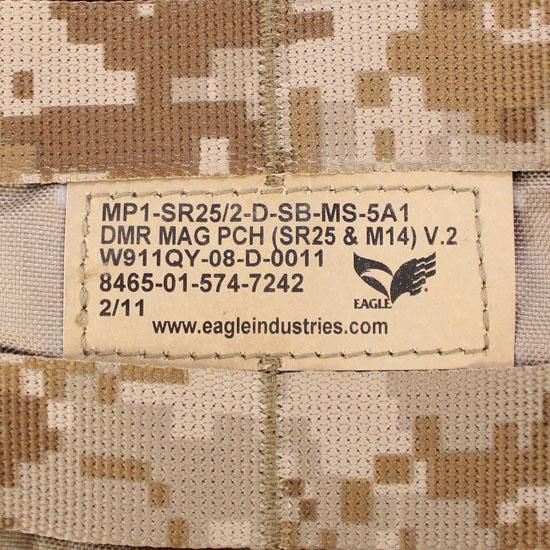 MP1-SR25/2-D-SB-MS-5A1
DMR MAG PCH (SR25 & M14) V.2
W911QY-08-D-0011
8465-01-574-7242
2/11
EAGLE
www.eagleindustries.com